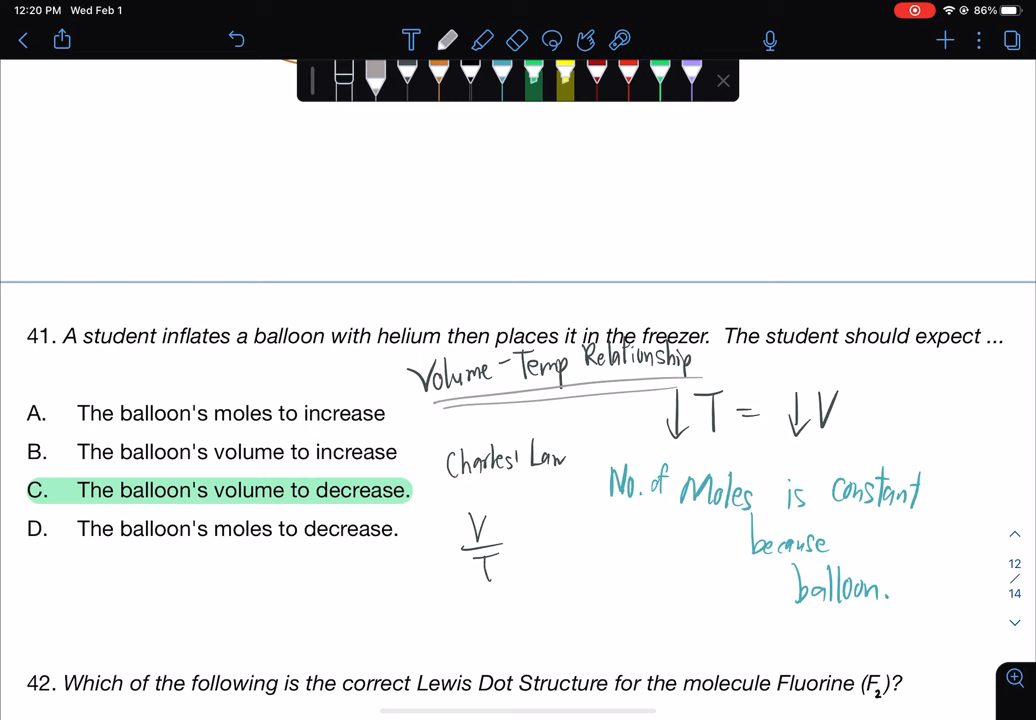 12:20 PM Wed Feb 1
86%
T
41. A student inflates a balloon with helium then places it in the freezer. The student should expect ...
Volume - Temp Relationship
A. The balloon's moles to increase
↓T = ↓V
B. The balloon's volume to increase
Charles' Law
C. The balloon's volume to decrease.
No. of Moles is constant
D. The balloon's moles to decrease.
V
T
because
balloon.
12
/
14
42. Which of the following is the correct Lewis Dot Structure for the molecule Fluorine (F₂)?